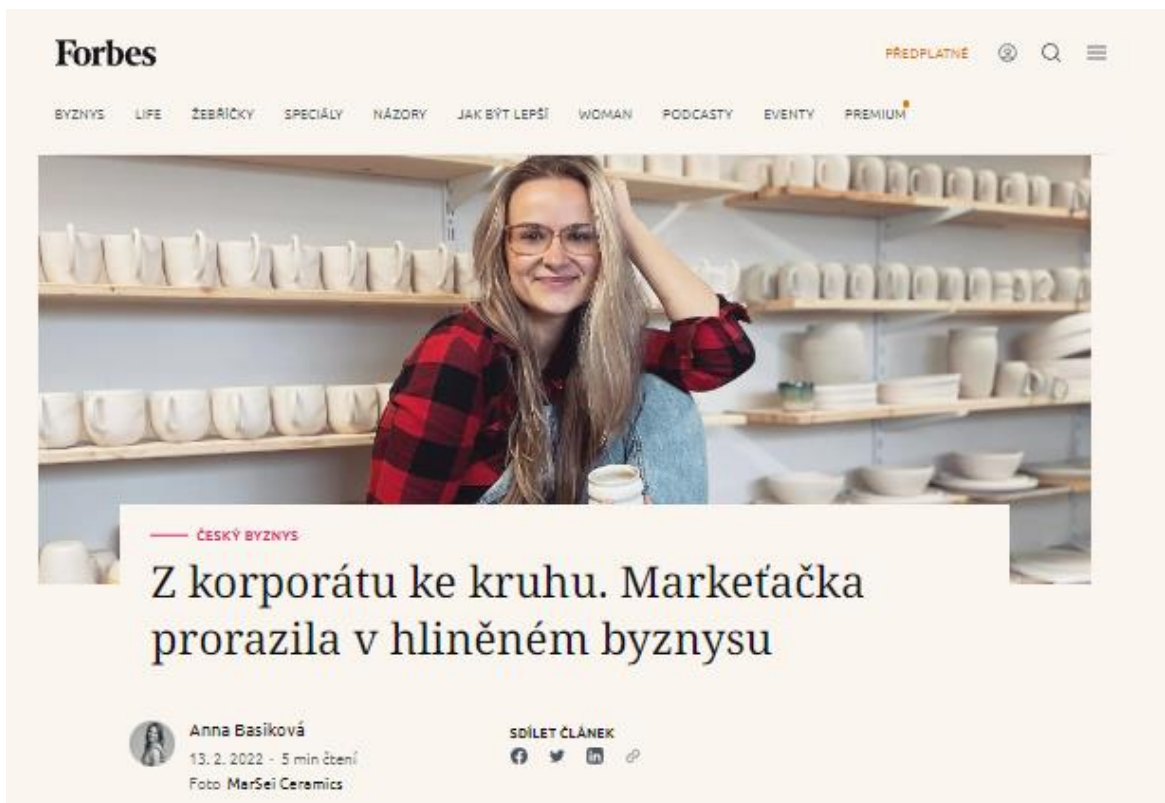 Forbes
PŘEDPLATNÉ
BYZNYS LIFE ŽEBŘÍČKY SPECIÁLY NÁZORY JAK BÝT LEPŠÍ WOMAN PODCASTY EVENTY PREMIUM
ČESKÝ BYZNYS
Z korporátu ke kruhu. Markeťačka
prorazila v hliněném byznysu
Anna Basiková
13. 2. 2022 - 5 min čtení
Foto MarSei Ceramics
SDÍLET ČLÁNEK